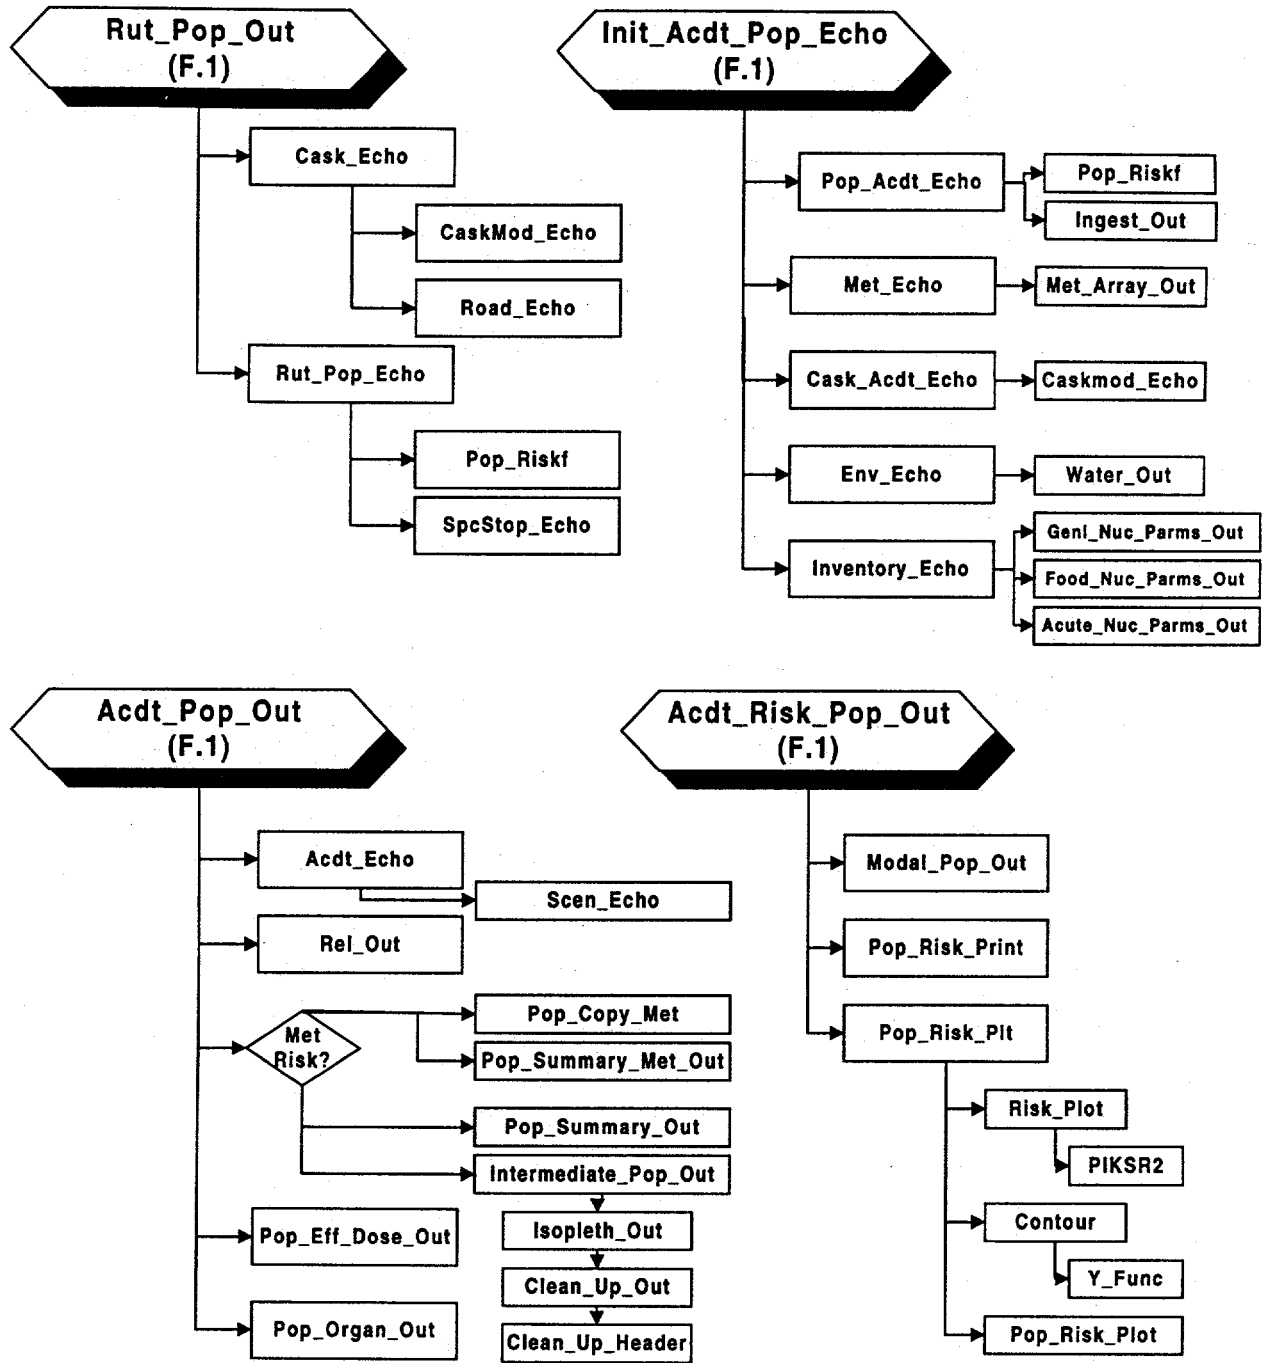 Rut_Pop_Out
(F.1)
Cask_Echo
CaskMod_Echo
Road_Echo
Rut_Pop_Echo
Pop_Riskf
SpcStop_Echo
Init_Acdt_Pop_Echo
(F.1)
Pop_Acdt_Echo
Pop_Riskf
Ingest_Out
Met_Echo
Met_Array_Out
Cask_Acdt_Echo
Caskmod_Echo
Env_Echo
Water_Out
Inventory_Echo
Genl_Nuc_Parms_Out
Food_Nuc_Parms_Out
Acute_Nuc_Parms_Out
Acdt_Pop_Out
(F.1)
Acdt_Echo
Scen_Echo
Rel_Out
Met
Risk?
Pop_Copy_Met
Pop_Summary_Met_Out
Pop_Summary_Out
Intermediate_Pop_Out
Isopleth_Out
Clean_Up_Out
Clean_Up_Header
Pop_Eff_Dose_Out
Pop_Organ_Out
Acdt_Risk_Pop_Out
(F.1)
Modal_Pop_Out
Pop_Risk_Print
Pop_Risk_Plt
Risk_Plot
PIKSR2
Contour
Y_Func
Pop_Risk_Plot